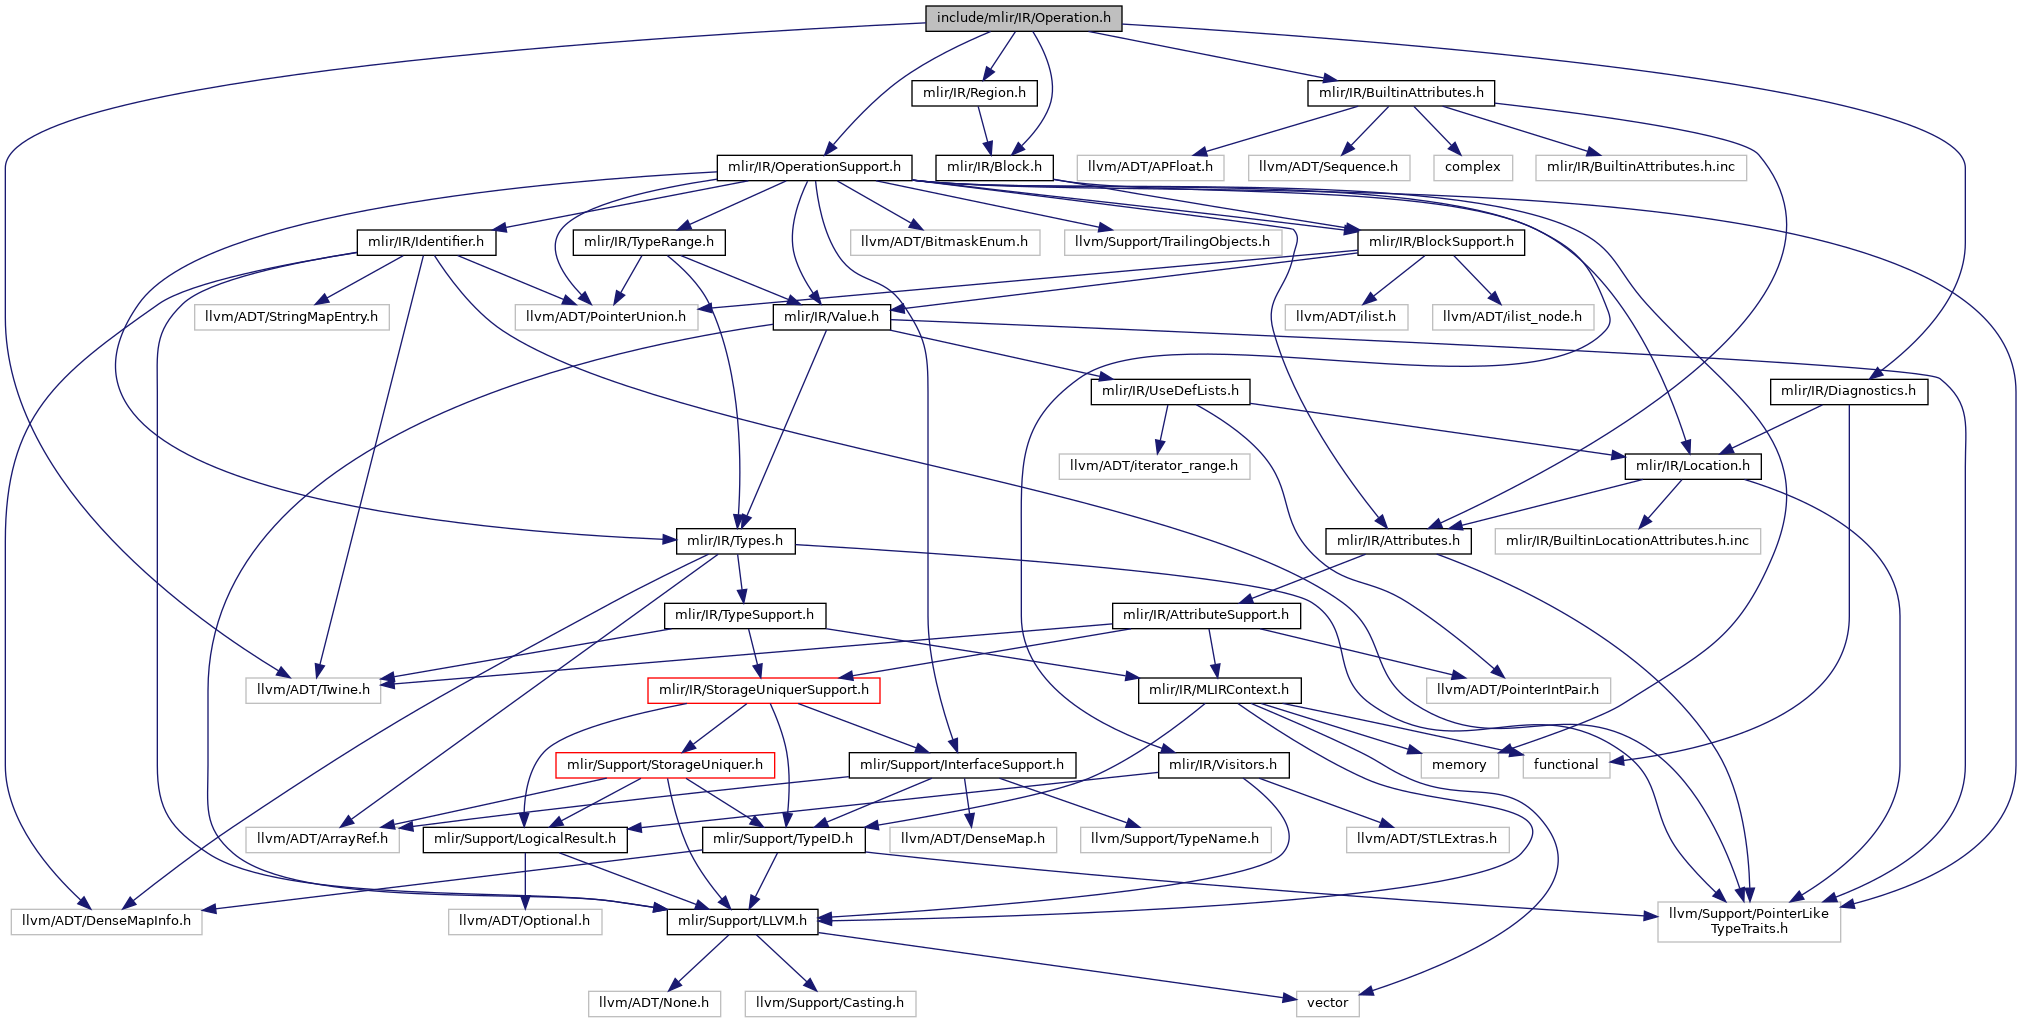 include/mlir/IR/Operation.h
mlir/IR/Region.h
mlir/IR/BuiltinAttributes.h
mlir/IR/OperationSupport.h
mlir/IR/Block.h
llvm/ADT/APFloat.h
llvm/ADT/Sequence.h
complex
mlir/IR/BuiltinAttributes.h.inc
mlir/IR/Identifier.h
mlir/IR/TypeRange.h
llvm/ADT/BitmaskEnum.h
llvm/Support/TrailingObjects.h
mlir/IR/BlockSupport.h
llvm/ADT/StringMapEntry.h
llvm/ADT/PointerUnion.h
mlir/IR/Value.h
llvm/ADT/ilist.h
llvm/ADT/ilist_node.h
mlir/IR/UseDefLists.h
mlir/IR/Diagnostics.h
llvm/ADT/iterator_range.h
mlir/IR/Location.h
mlir/IR/Types.h
mlir/IR/Attributes.h
mlir/IR/BuiltinLocationAttributes.h.inc
mlir/IR/TypeSupport.h
mlir/IR/AttributeSupport.h
llvm/ADT/Twine.h
mlir/IR/StorageUniquerSupport.h
mlir/IR/MLIRContext.h
llvm/ADT/PointerIntPair.h
mlir/Support/StorageUniquer.h
mlir/Support/InterfaceSupport.h
mlir/IR/Visitors.h
memory
functional
llvm/ADT/ArrayRef.h
mlir/Support/LogicalResult.h
mlir/Support/TypeID.h
llvm/ADT/DenseMap.h
llvm/Support/TypeName.h
llvm/ADT/STLExtras.h
llvm/ADT/DenseMapInfo.h
llvm/ADT/Optional.h
mlir/Support/LLVM.h
llvm/Support/PointerLike
TypeTraits.h
llvm/ADT/None.h
llvm/Support/Casting.h
vector